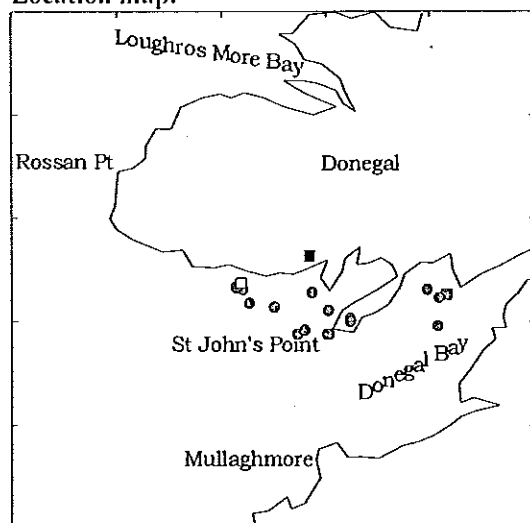 Location map.
Loughros More Bay
Rossan Pt
Donegal
St John's Point
Donegal Bay
Mullaghmore